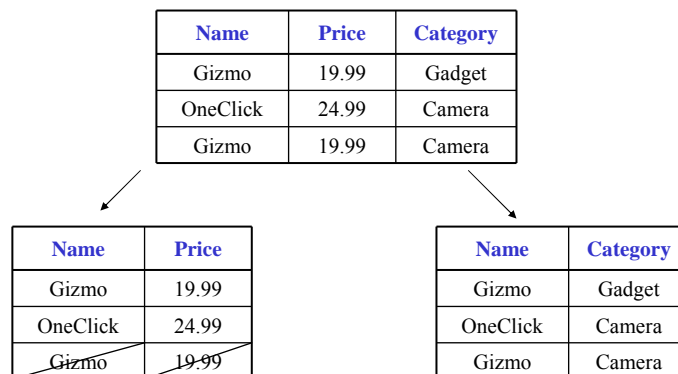 Name Price Category
Gizmo 19.99 Gadget
OneClick 24.99 Camera
Gizmo 19.99 Camera
Name Price
Gizmo 19.99
OneClick 24.99
Gizmo 19.99
Name Category
Gizmo Gadget
OneClick Camera
Gizmo Camera